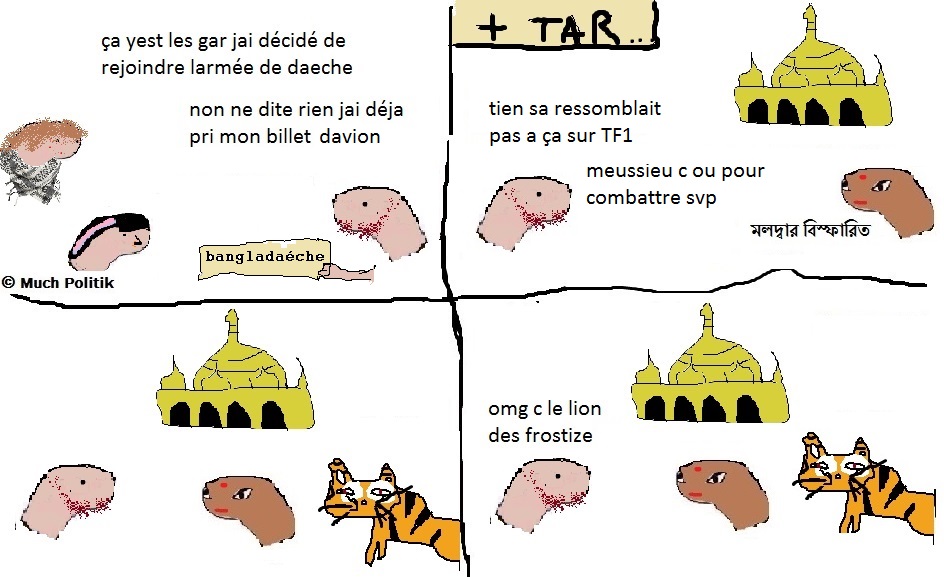 ça yest les gar jai décidé de
rejoindre larmée de daeche
non ne dite rien jai déja
pri mon billet davion
bangladaéche
© Much Politik
+ TAR...
tien sa ressomblait
pas a ça sur TF1
meussieu c ou pour
combattre svp
মলদ্বার বিস্ফারিত
omg c le lion
des frostize